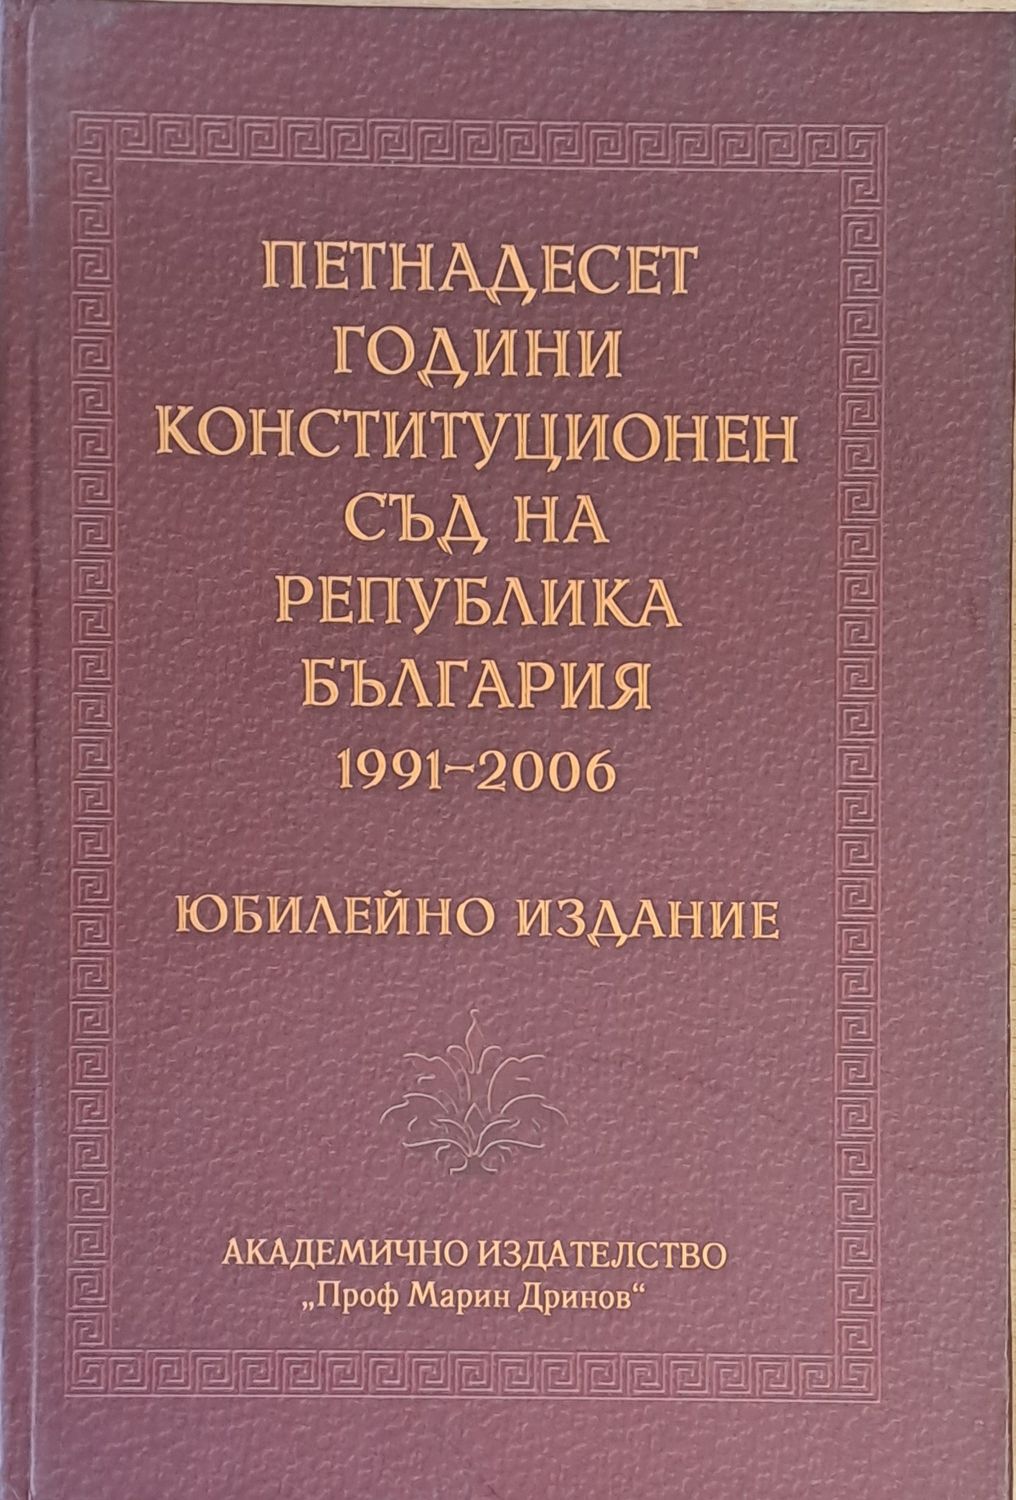 ПЕТНАДЕСЕТ
ГОДИНИ
КОНСТИТУЦИОНЕН
СЪД НА
РЕПУБЛИКА
БЪЛГАРИЯ
1991–2006
ЮБИЛЕЙНО ИЗДАНИЕ
АКАДЕМИЧНО ИЗДАТЕЛСТВО
„Проф Марин Дринов“